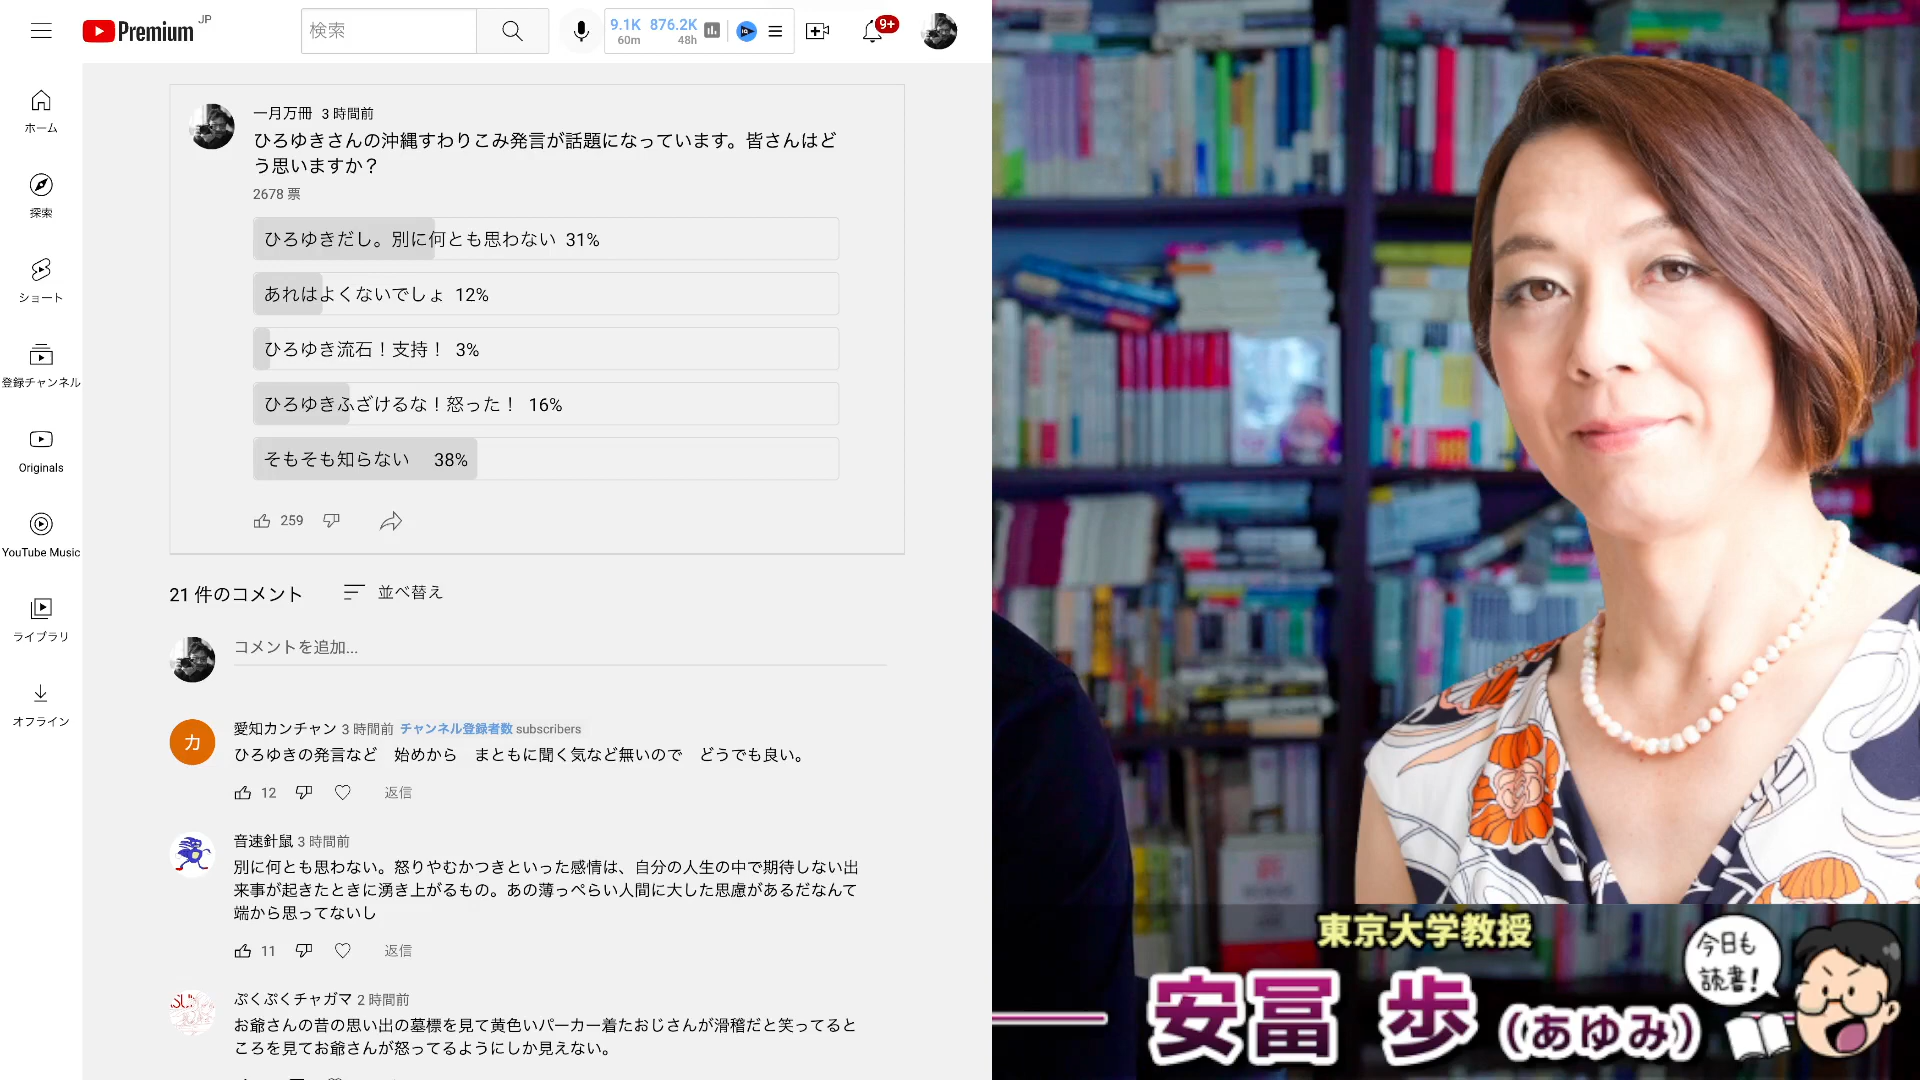 Premium JP
検索
9.1K 876.2K
60m 48h
9+
ホーム
探索
ショート
登録チャンネル
Originals
YouTube Music
ライブラリ
オフライン
一月万冊 3 時間前
ひろゆきさんの沖縄すわりこみ発言が話題になっています。皆さんはど
う思いますか？
2678 票
ひろゆきだし。別に何とも思わない 31%
あれはよくないでしょ 12%
ひろゆき流石！支持！ 3%
ひろゆきふざけるな！怒った！ 16%
そもそも知らない 38%
259
21 件のコメント 並べ替え
コメントを追加...
カ
愛知カンチャン 3 時間前 チャンネル登録者数 subscribers
ひろゆきの発言など　始めから　まともに聞く気など無いので　どうでも良い。
12 返信
音速針鼠 3 時間前
別に何とも思わない。怒りやむかつきといった感情は、自分の人生の中で期待しない出
来事が起きたときに湧き上がるもの。あの薄っぺらい人間に大した思慮があるだなんて
端から思ってないし
11 返信
ぷくぷくチャガマ 2 時間前
お爺さんの昔の思い出の墓標を見て黄色いパーカー着たおじさんが滑稽だと笑ってると
ころを見てお爺さんが怒ってるようにしか見えない。
東京大学教授
安冨 歩 (あゆみ)
今日も
読書!